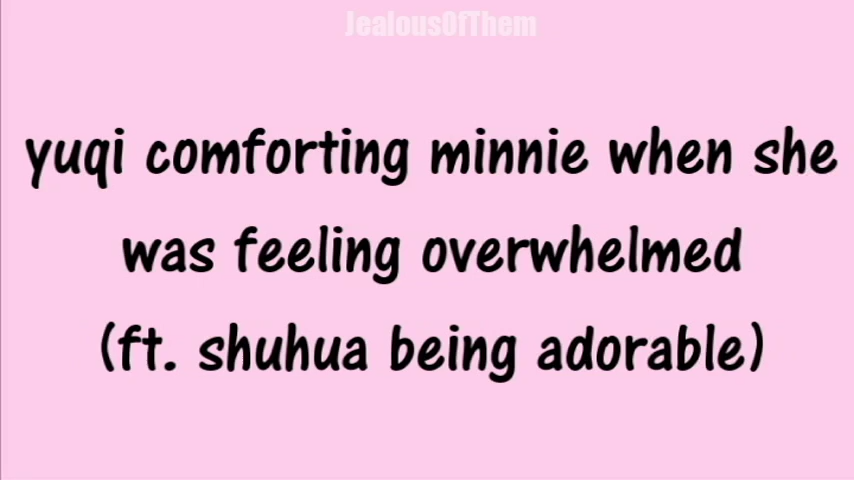 JealousOfThem
yuqi comforting minnie when she
was feeling overwhelmed
(ft. shuhua being adorable)